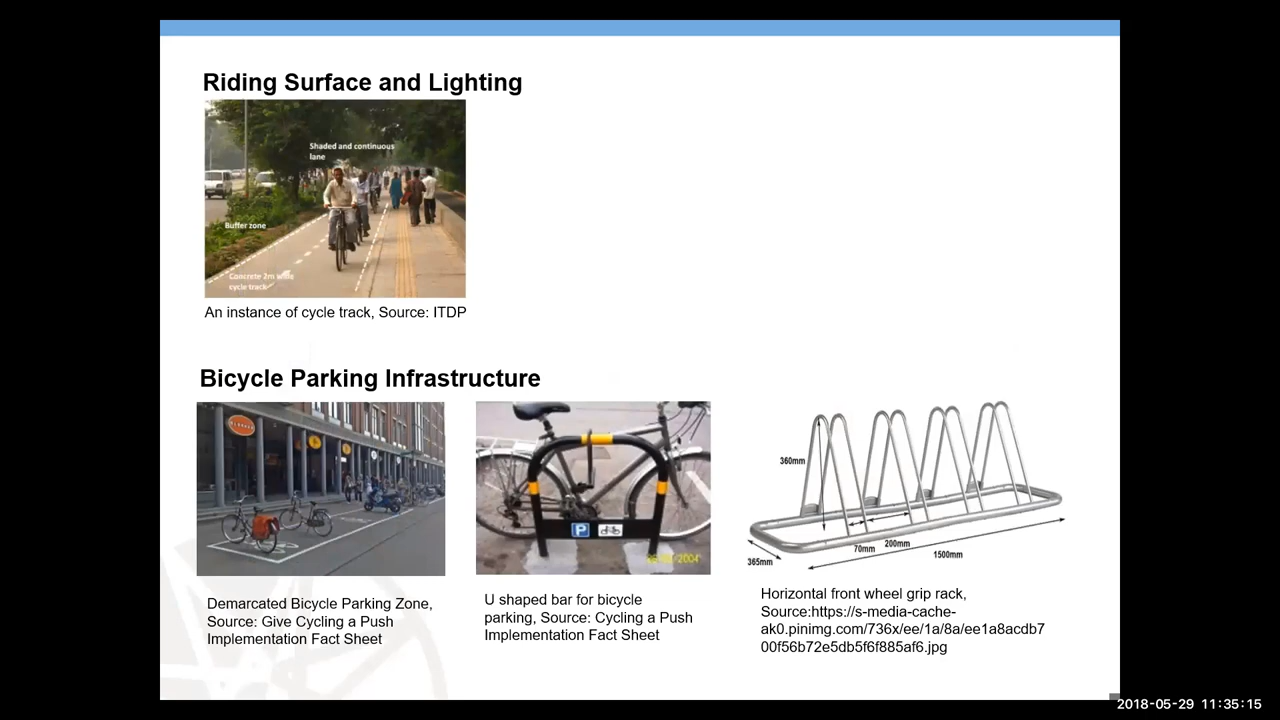 Riding Surface and Lighting
Shaded and continuous
lane
Buffer zone
Concrete 2m wide
cycle track
An instance of cycle track, Source: ITDP
Bicycle Parking Infrastructure
P
360mm
70mm
200mm
365mm
1500mm
Demarcated Bicycle Parking Zone,
Source: Give Cycling a Push
Implementation Fact Sheet
U shaped bar for bicycle
parking, Source: Cycling a Push
Implementation Fact Sheet
Horizontal front wheel grip rack,
Source:https://s-media-cache-
ak0.pinimg.com/736x/ee/1a/8a/ee1a8acdb7
00f56b72e5db5f6f885af6.jpg
2018-05-29 11:35:15